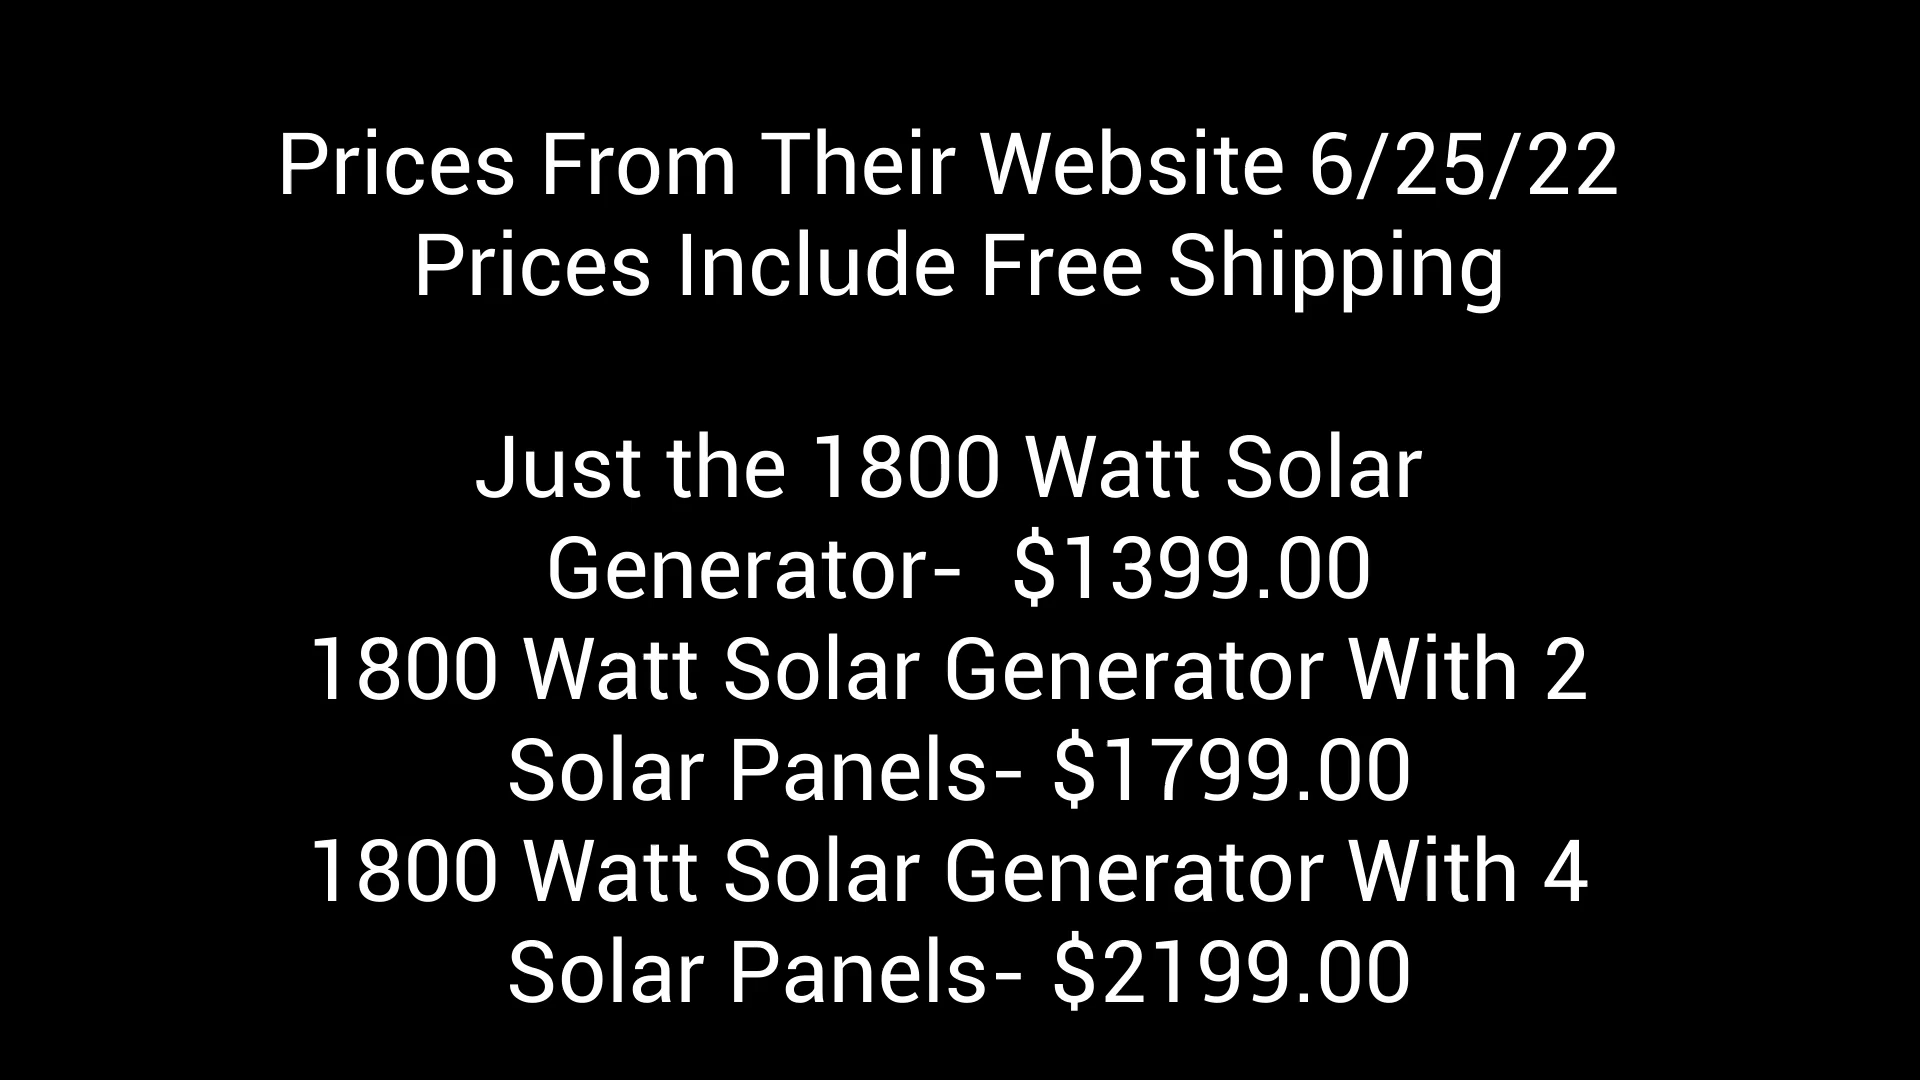 Prices From Their Website 6/25/22
Prices Include Free Shipping
Just the 1800 Watt Solar
Generator-  $1399.00
1800 Watt Solar Generator With 2
Solar Panels- $1799.00
1800 Watt Solar Generator With 4
Solar Panels- $2199.00